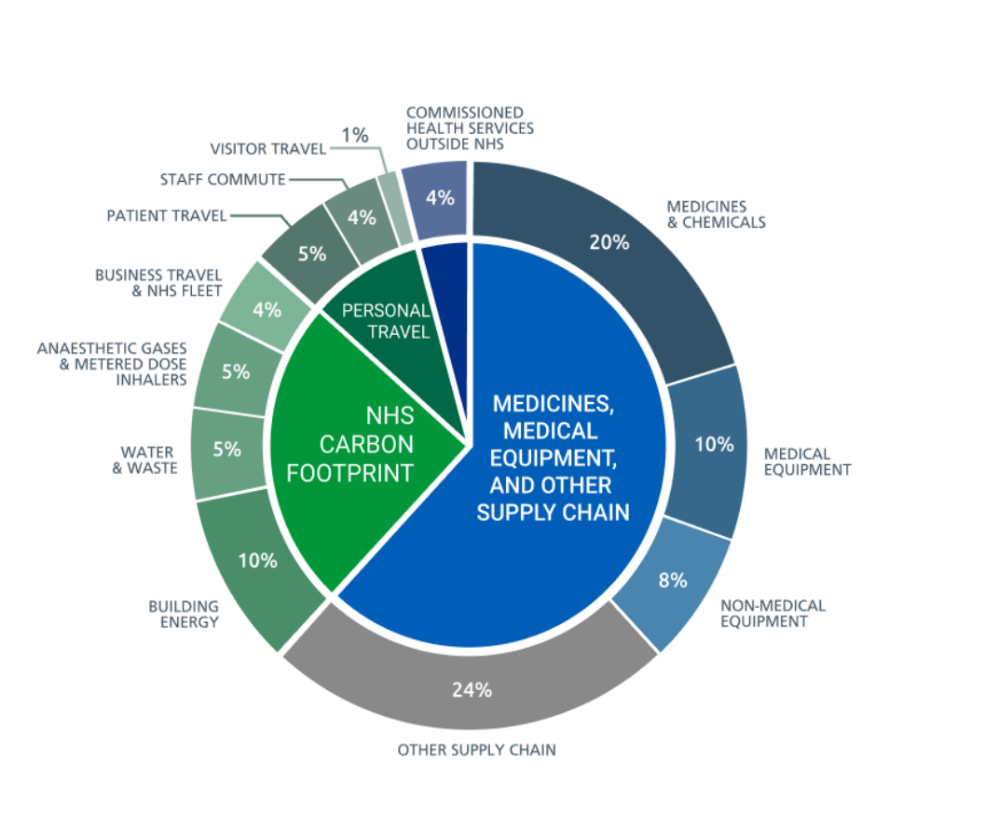 COMMISSIONED
HEALTH SERVICES
OUTSIDE NHS
1%
VISITOR TRAVEL
STAFF COMMUTE
PATIENT TRAVEL
BUSINESS TRAVEL
& NHS FLEET
ANAESTHETIC GASES
& METERED DOSE
INHALERS
WATER
& WASTE
BUILDING
ENERGY
OTHER SUPPLY CHAIN
NON-MEDICAL
EQUIPMENT
MEDICAL
EQUIPMENT
MEDICINES
& CHEMICALS
4%
20%
4%
5%
4%
5%
5%
10%
24%
8%
10%
PERSONAL
TRAVEL
NHS
CARBON
FOOTPRINT
MEDICINES,
MEDICAL
EQUIPMENT,
AND OTHER
SUPPLY CHAIN